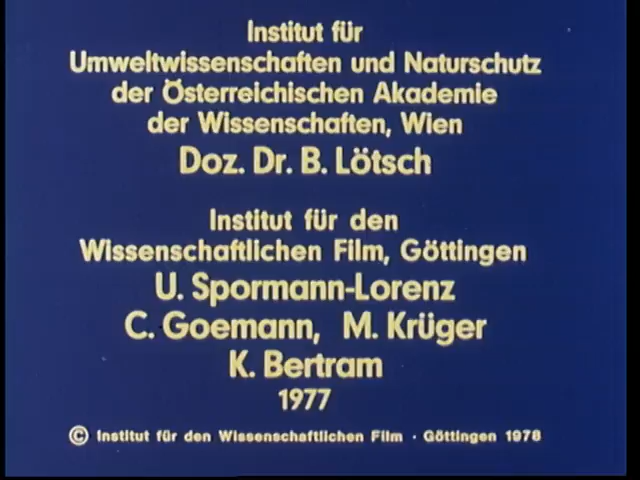 Institut für
Umweltwissenschaften und Naturschutz
der Österreichischen Akademie
der Wissenschaften, Wien
Doz. Dr. B. Lötsch
Institut für den
Wissenschaftlichen Film, Göttingen
U. Spormann-Lorenz
C. Goemann, M. Krüger
K. Bertram
1977
© Institut für den Wissenschaftlichen Film · Göttingen 1978